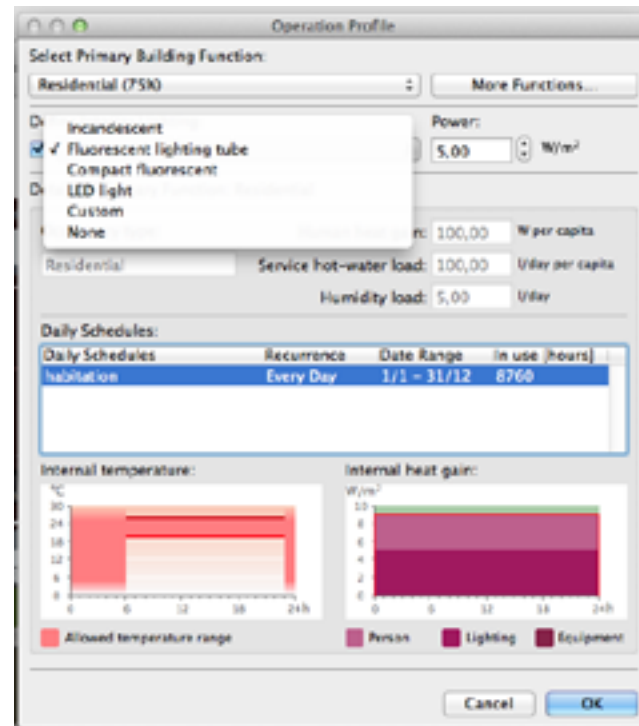 Operation Profile
Select Primary Building Function:
Residential (75%)
More Functions...
Power:
Incandescent
✓ Fluorescent lighting tube
5,00
W/m²
Compact fluorescent
LED light
Custom
None
100,00
W per capita
Residential
Service hot-water load:
100,00
l/day per capita
Humidity load:
5,00
l/day
Daily Schedules:
Daily Schedules Recurrence Date Range In use [hours]
habitation Every Day 1/1 - 31/12 8760
Internal temperature:
Internal heat gain:
°C
W/m²
30
24
18
12
6
0
0 6 12 18 24h
10
8
6
4
2
0
0 6 12 18 24h
Allowed temperature range
Person Lighting Equipment
Cancel
OK